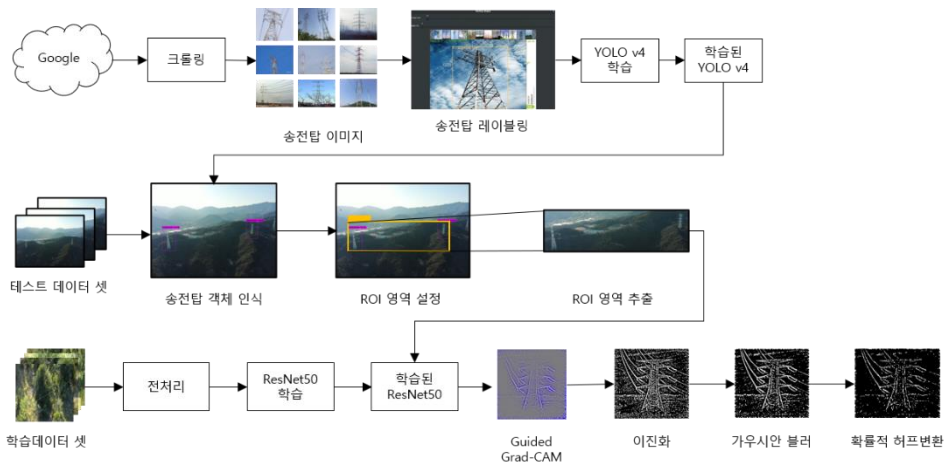 Google
크롤링
YOLO v4
학습
학습된
YOLO v4
송전탑 이미지
송전탑 레이블링
테스트 데이터 셋
송전탑 객체 인식
ROI 영역 설정
ROI 영역 추출
전처리
ResNet50
학습
학습된
ResNet50
학습데이터 셋
Guided
Grad-CAM
이진화
가우시안 블러
확률적 허프변환